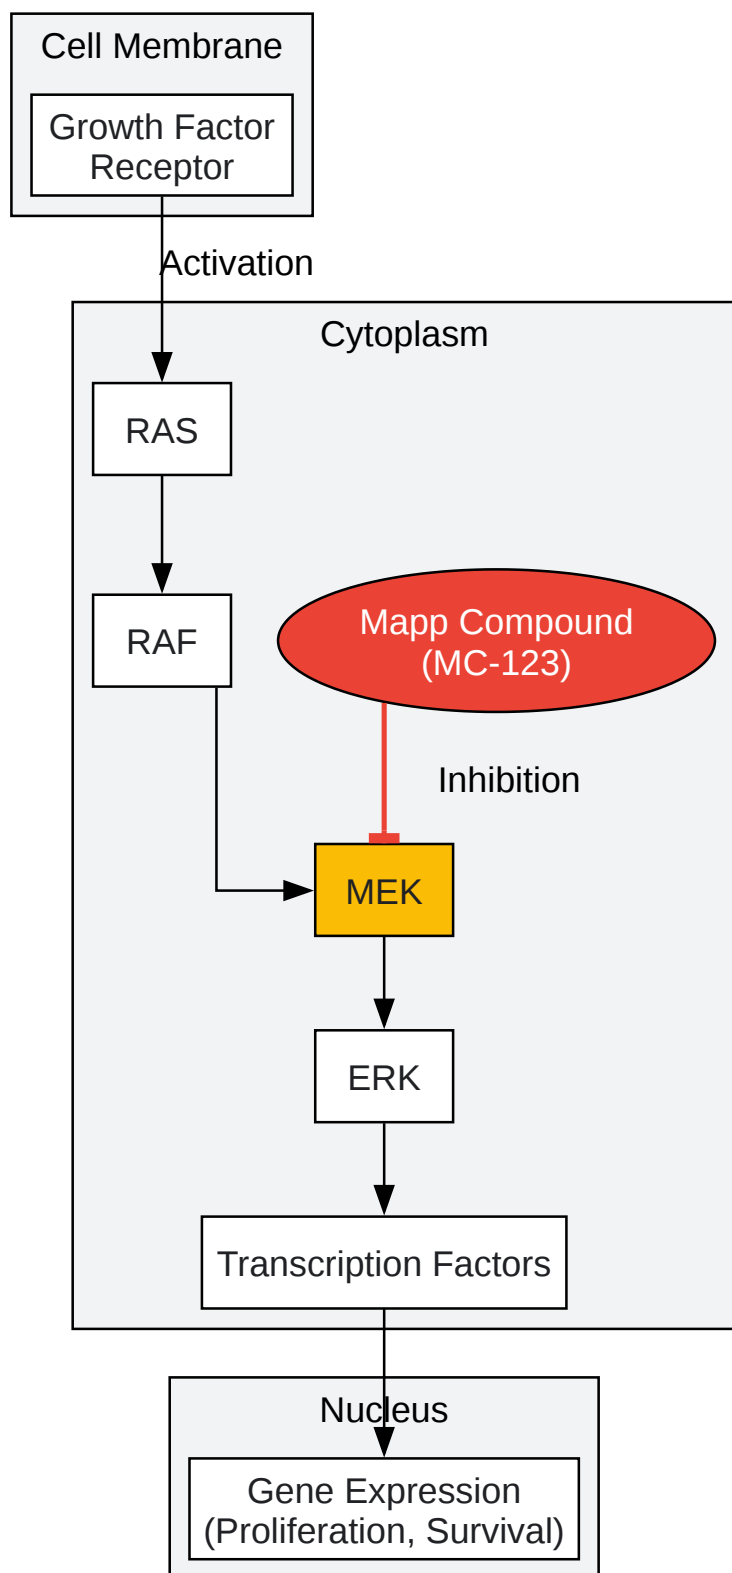 Cell Membrane
Growth Factor
Receptor
Activation
Cytoplasm
RAS
RAF
Mapp Compound
(MC-123)
Inhibition
MEK
ERK
Transcription Factors
Nucleus
Gene Expression
(Proliferation, Survival)